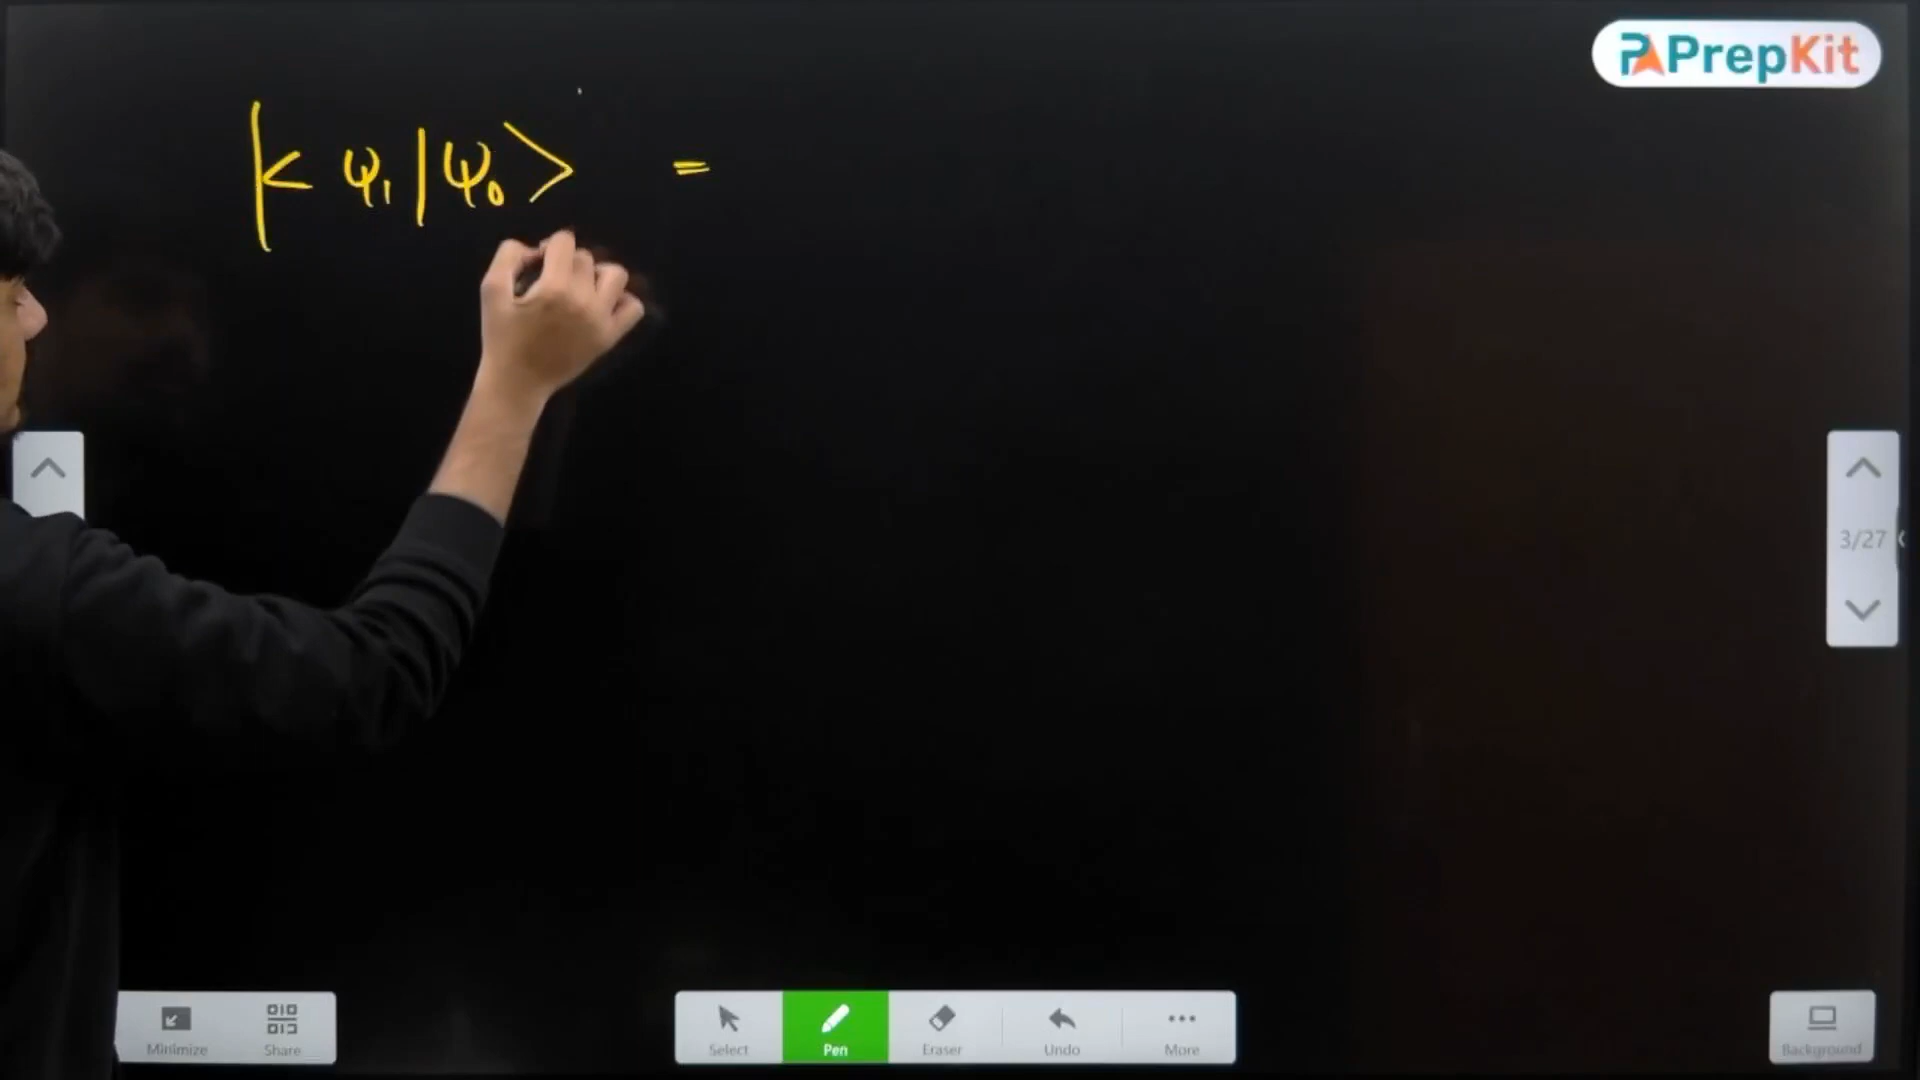 PrepKit
|< ψ₁ | ψ₀ > =
3/27
Minimize Share Select Pen Eraser Undo More Background